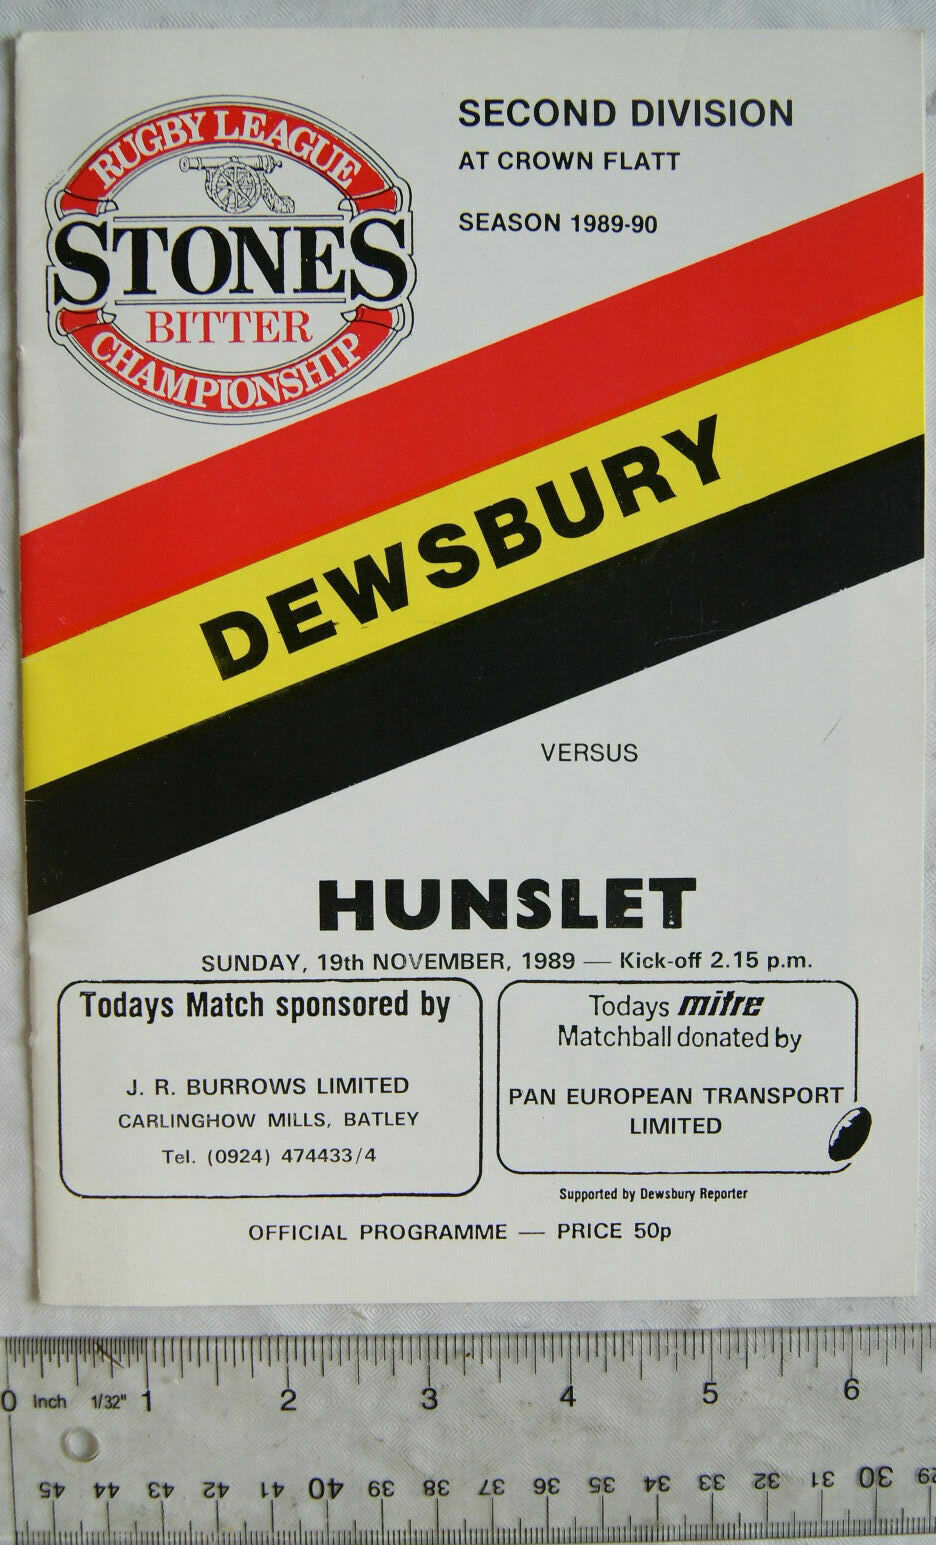 RUGBY LEAGUE
STONES
BITTER
CHAMPIONSHIP
SECOND DIVISION
AT CROWN FLATT
SEASON 1989-90
DEWSBURY
VERSUS
HUNSLET
SUNDAY, 19th NOVEMBER, 1989 — Kick-off 2.15 p.m.
Todays Match sponsored by
J. R. BURROWS LIMITED
CARLINGHOW MILLS, BATLEY
Tel. (0924) 474433/4
Todays mitre
Matchball donated by
PAN EUROPEAN TRANSPORT
LIMITED
Supported by Dewsbury Reporter
OFFICIAL PROGRAMME — PRICE 50p
0 Inch 1/32" 1 2 3 4 5 6
45 44 43 42 41 40 39 38 37 36 35 34 33 32 31 30 29